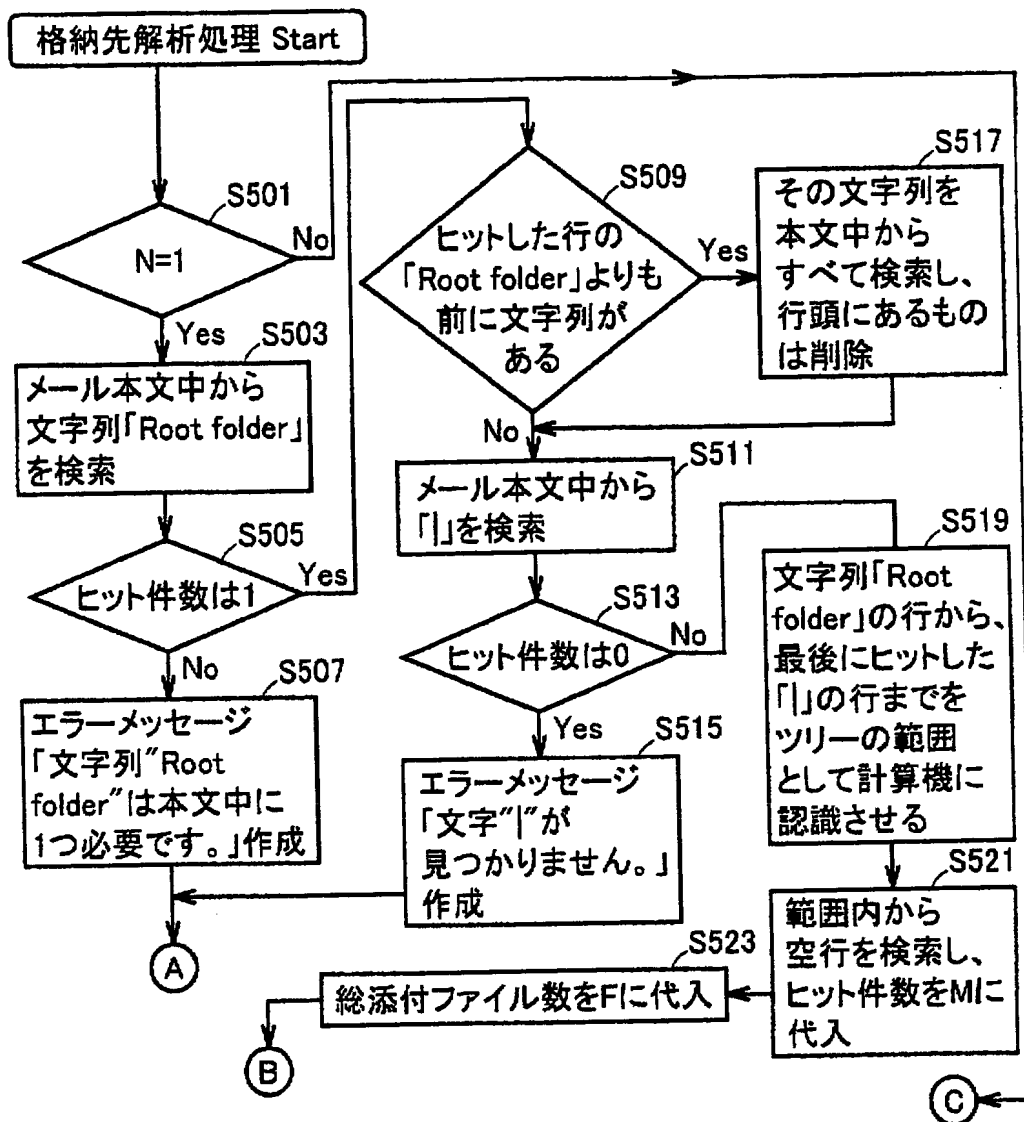 格納先解析処理 Start
S501
N=1
No
Yes
S503
メール本文中から
文字列「Root folder」
を検索
S505
ヒット件数は1
Yes
No
S507
エラーメッセージ
「文字列"Root
folder"は本文中に
1つ必要です。」作成
A
S509
ヒットした行の
「Root folder」よりも
前に文字列が
ある
Yes
No
S517
その文字列を
本文中から
すべて検索し、
行頭にあるもの
は削除
S511
メール本文中から
「|」を検索
S513
ヒット件数は0
No
Yes
S515
エラーメッセージ
「文字"|"が
見つかりません。」
作成
S519
文字列「Root
folder」の行から、
最後にヒットした
「|」の行までを
ツリーの範囲
として計算機に
認識させる
S521
範囲内から
空行を検索し、
ヒット件数をMに
代入
S523
総添付ファイル数をFに代入
B
C